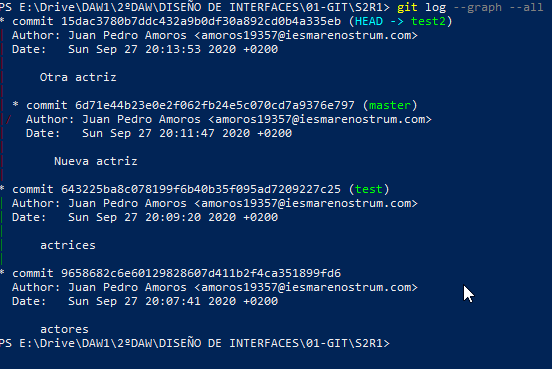 PS E:\Drive\DAW1\2ºDAW\DISEÑO DE INTERFACES\01-GIT\S2R1> git log --graph --all
* commit 15dac3780b7ddc432a9b0df30a892cd0b4a335eb (HEAD -> test2)
| Author: Juan Pedro Amoros <amoros19357@iesmarenostrum.com>
| Date:   Sun Sep 27 20:13:53 2020 +0200
|
|     Otra actriz
|
| * commit 6d71e44b23e0e2f062fb24e5c070cd7a9376e797 (master)
|/  Author: Juan Pedro Amoros <amoros19357@iesmarenostrum.com>
|   Date:   Sun Sep 27 20:11:47 2020 +0200
|
|       Nueva actriz
|
* commit 643225ba8c078199f6b40b35f095ad7209227c25 (test)
| Author: Juan Pedro Amoros <amoros19357@iesmarenostrum.com>
| Date:   Sun Sep 27 20:09:20 2020 +0200
|
|     actrices
|
* commit 9658682c6e60129828607d411b2f4ca351899fd6
  Author: Juan Pedro Amoros <amoros19357@iesmarenostrum.com>
  Date:   Sun Sep 27 20:07:41 2020 +0200

      actores
PS E:\Drive\DAW1\2ºDAW\DISEÑO DE INTERFACES\01-GIT\S2R1>